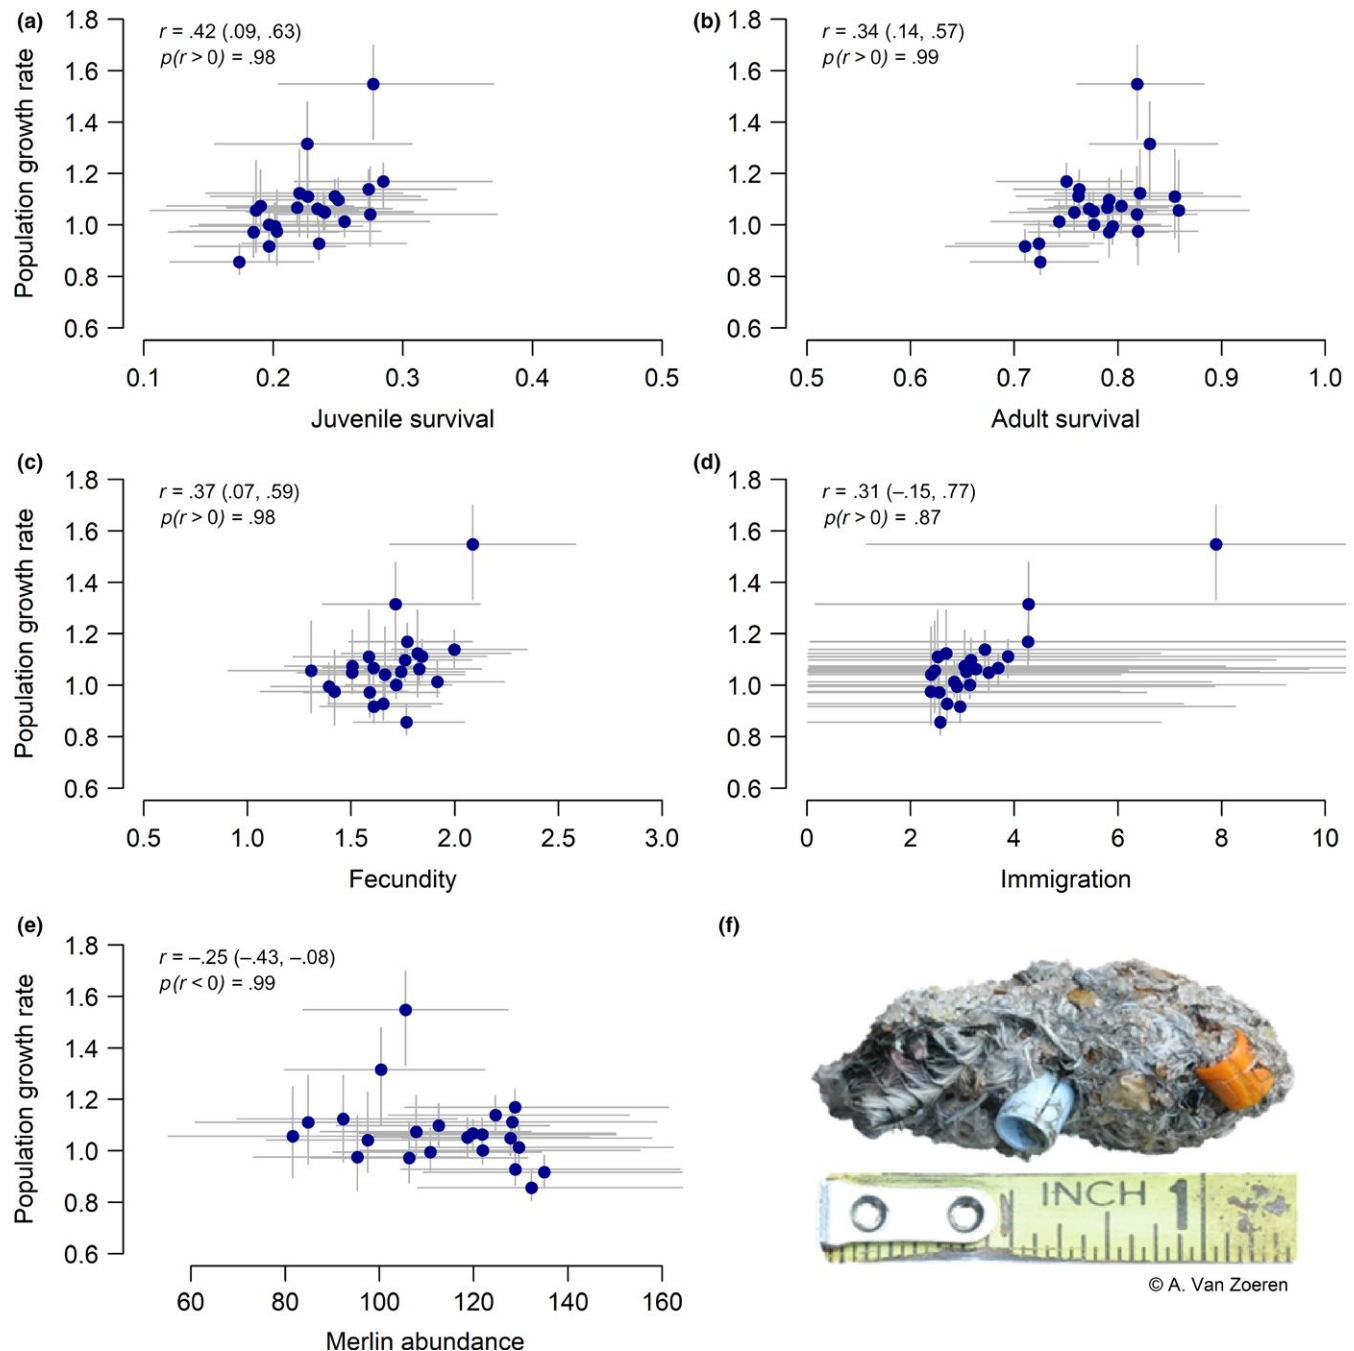 (a)
r = .42 (.09, .63)
p(r > 0) = .98
Population growth rate
1.8
1.6
1.4
1.2
1.0
0.8
0.6
0.1 0.2 0.3 0.4 0.5
Juvenile survival
(b)
r = .34 (.14, .57)
p(r > 0) = .99
1.8
1.6
1.4
1.2
1.0
0.8
0.6
0.5 0.6 0.7 0.8 0.9 1.0
Adult survival
(c)
r = .37 (.07, .59)
p(r > 0) = .98
Population growth rate
1.8
1.6
1.4
1.2
1.0
0.8
0.6
0.5 1.0 1.5 2.0 2.5 3.0
Fecundity
(d)
r = .31 (–.15, .77)
p(r > 0) = .87
1.8
1.6
1.4
1.2
1.0
0.8
0.6
0 2 4 6 8 10
Immigration
(e)
r = –.25 (–.43, –.08)
p(r < 0) = .99
Population growth rate
1.8
1.6
1.4
1.2
1.0
0.8
0.6
60 80 100 120 140 160
Merlin abundance
(f)
INCH 1
© A. Van Zoeren